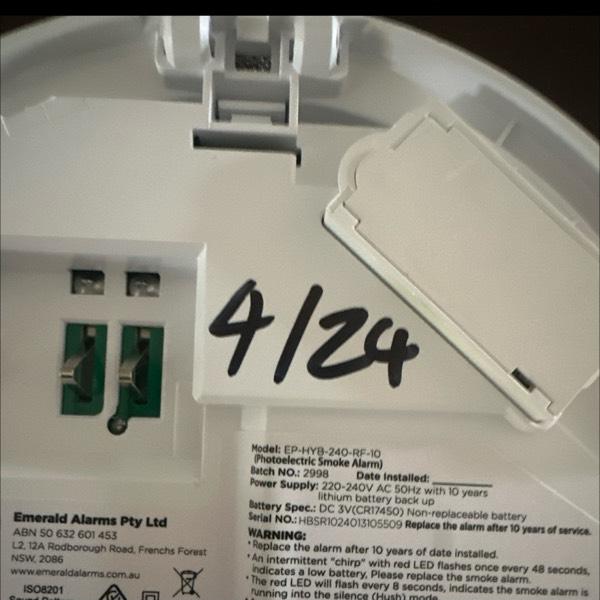 4/24
Model: EP-HYB-240-RF-10
(Photoelectric Smoke Alarm)
Batch NO.: 2998 Date Installed:
Power Supply: 220-240V AC 50Hz with 10 years
lithium battery back up
Battery Spec.: DC 3V(CR17450) Non-replaceable battery
Serial NO.: HBSR1024013105509 Replace the alarm after 10 years of service.
WARNING:
• Replace the alarm after 10 years of date installed.
• An intermittent "chirp" with red LED flashes once every 48 seconds,
indicates a low battery, Please replace the smoke alarm.
• The red LED will flash every 8 seconds, indicates the smoke alarm is
running into the silence (Hush) mode
Emerald Alarms Pty Ltd
ABN 50 632 601 453
L2, 12A Rodborough Road, Frenchs Forest
NSW, 2086
www.emeraldalarms.com.au
ISO8201